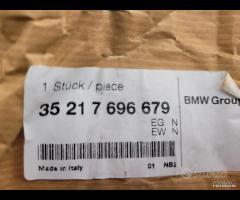 1 Stück / piece
35 21 7 696 679
BMW Group
EG N
EW N
Made in Italy 01 NB2